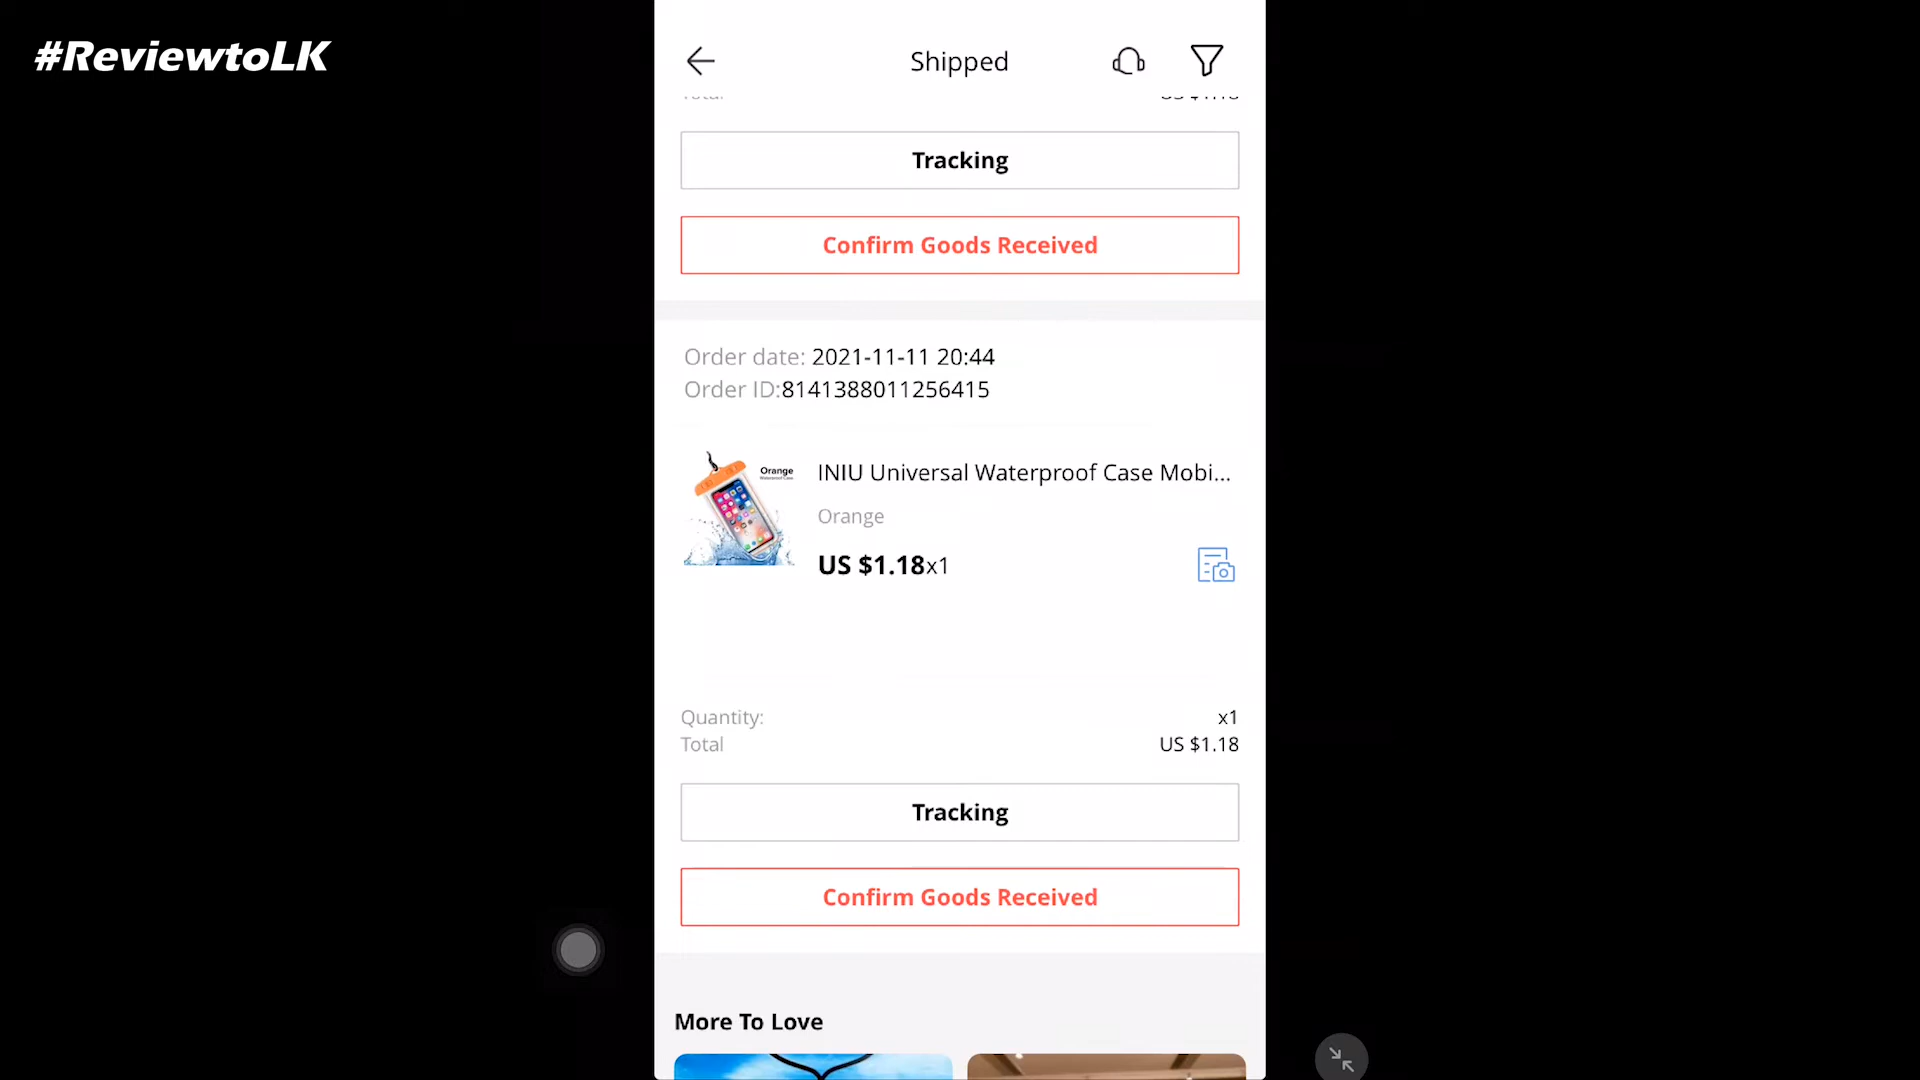 #ReviewtoLK
Shipped
Tracking
Confirm Goods Received
Order date: 2021-11-11 20:44
Order ID:8141388011256415
Orange
INIU Universal Waterproof Case Mobi...
Orange
US $1.18x1
Quantity: x1
Total US $1.18
Tracking
Confirm Goods Received
More To Love